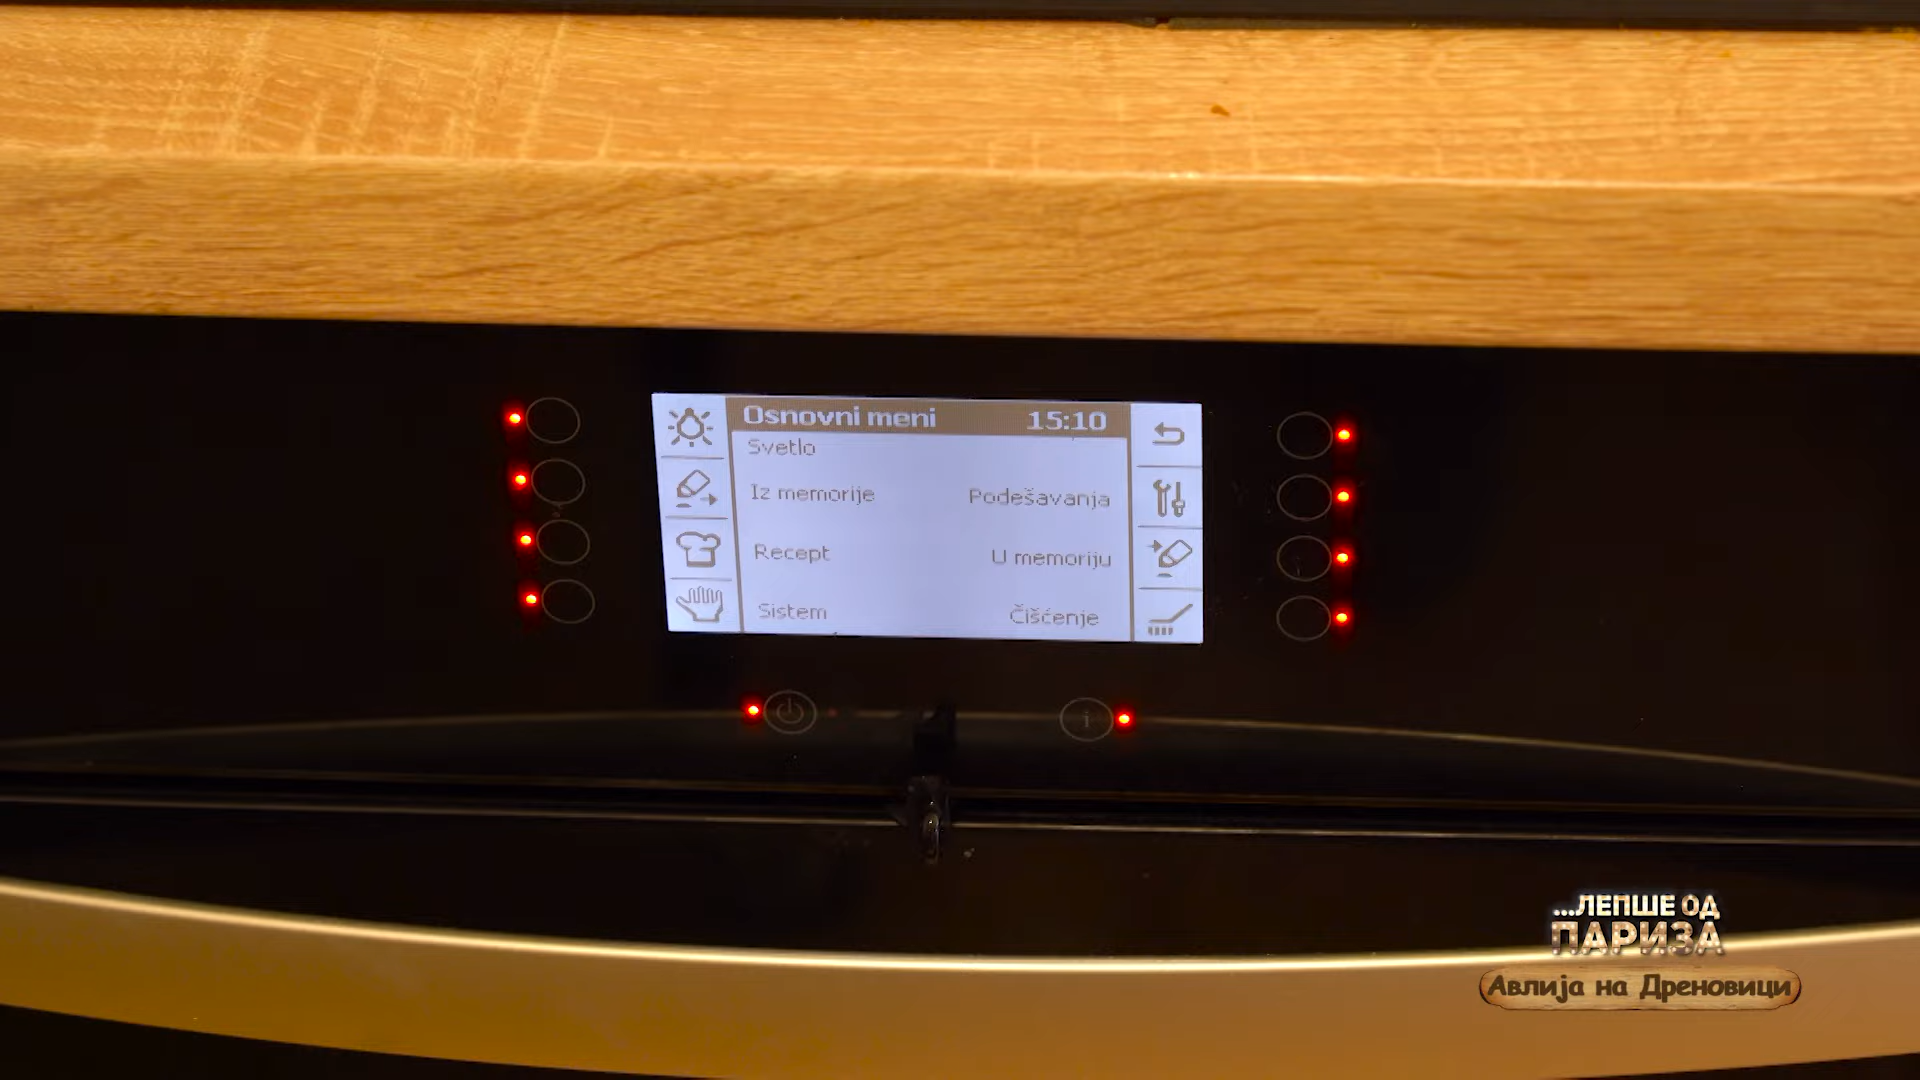 Osnovni meni 15:10
Svetlo
Iz memorije Podešavanja
Recept U memoriju
Sistem Čišćenje
i
...ЛЕПШЕ ОД
ПАРИЗА
Авлија на Дреновици